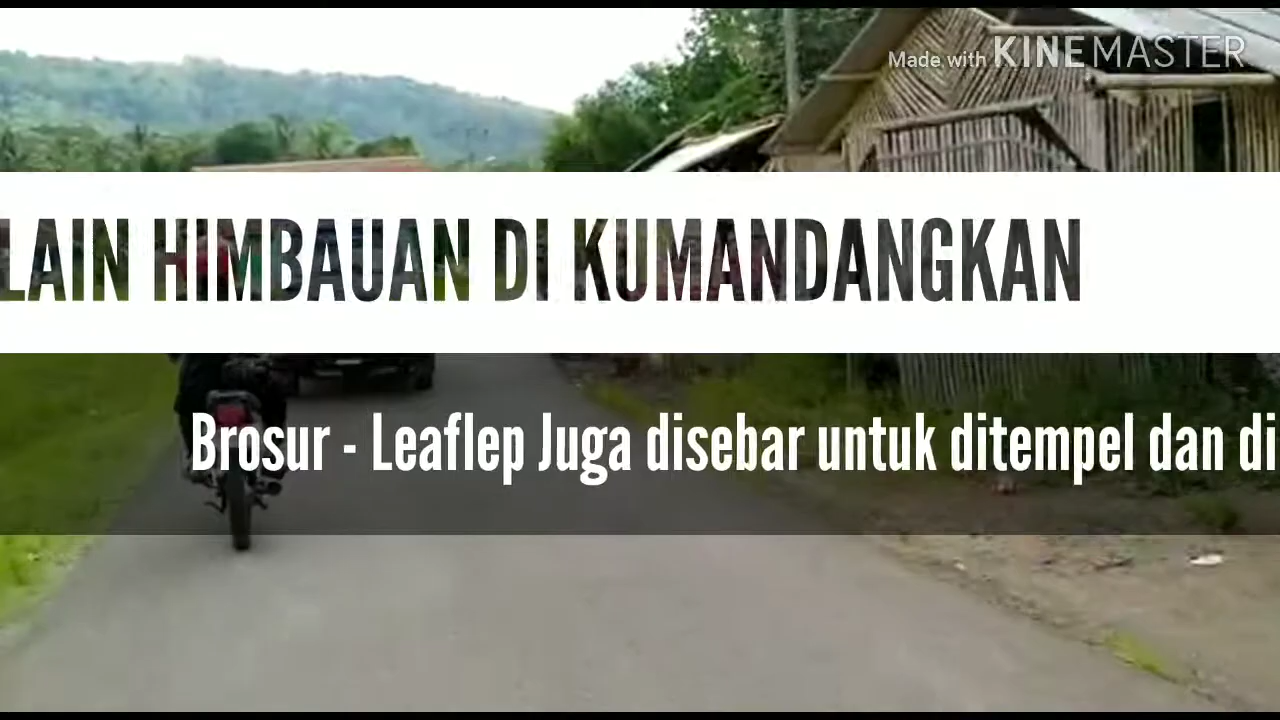 Made with KINEMASTER
LAIN HIMBAUAN DI KUMANDANGKAN
Brosur - Leaflep Juga disebar untuk ditempel dan di